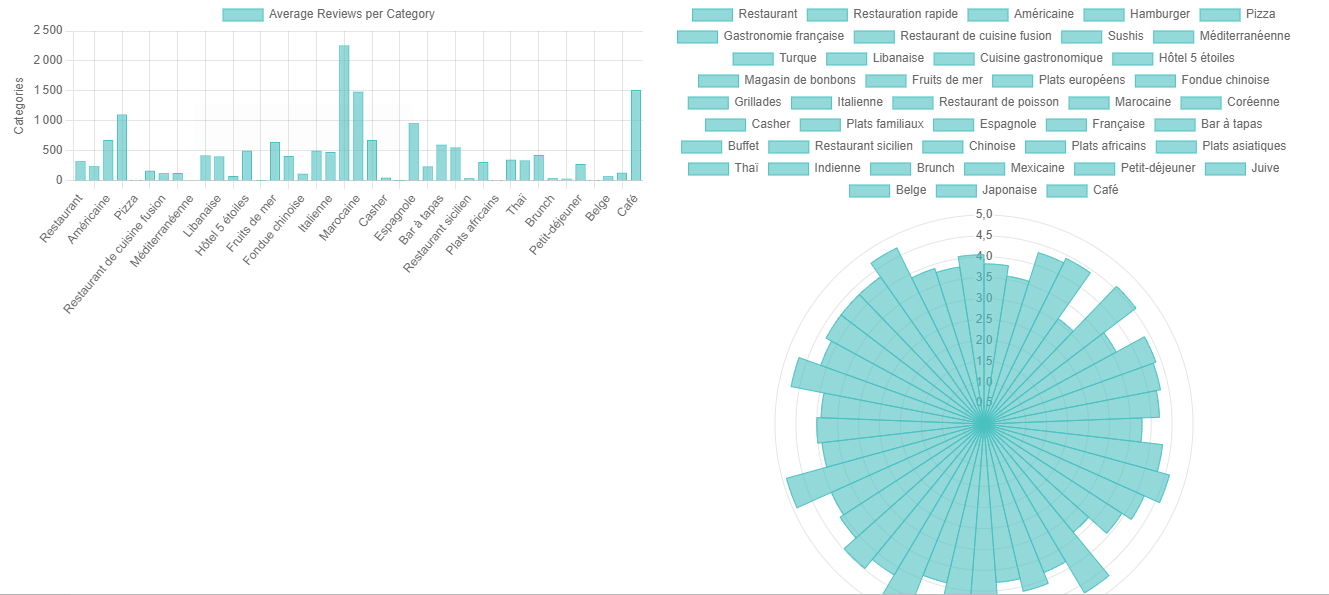 Average Reviews per Category
2 500
2 000
1 500
1 000
500
0
Categories
Restaurant
Américaine
Pizza
Restaurant de cuisine fusion
Méditerranéenne
Libanaise
Hôtel 5 étoiles
Fruits de mer
Fondue chinoise
Italienne
Marocaine
Casher
Espagnole
Bar à tapas
Restaurant sicilien
Plats africains
Thaï
Brunch
Petit-déjeuner
Belge
Café
Restaurant Restauration rapide Américaine Hamburger Pizza
Gastronomie française Restaurant de cuisine fusion Sushis Méditerranéenne
Turque Libanaise Cuisine gastronomique Hôtel 5 étoiles
Magasin de bonbons Fruits de mer Plats européens Fondue chinoise
Grillades Italienne Restaurant de poisson Marocaine Coréenne
Casher Plats familiaux Espagnole Française Bar à tapas
Buffet Restaurant sicilien Chinoise Plats africains Plats asiatiques
Thaï Indienne Brunch Mexicaine Petit-déjeuner Juive
Belge Japonaise Café
5,0
4,5
4,0
3,5
3,0
2,5
2,0
1,5
1,0
0,5